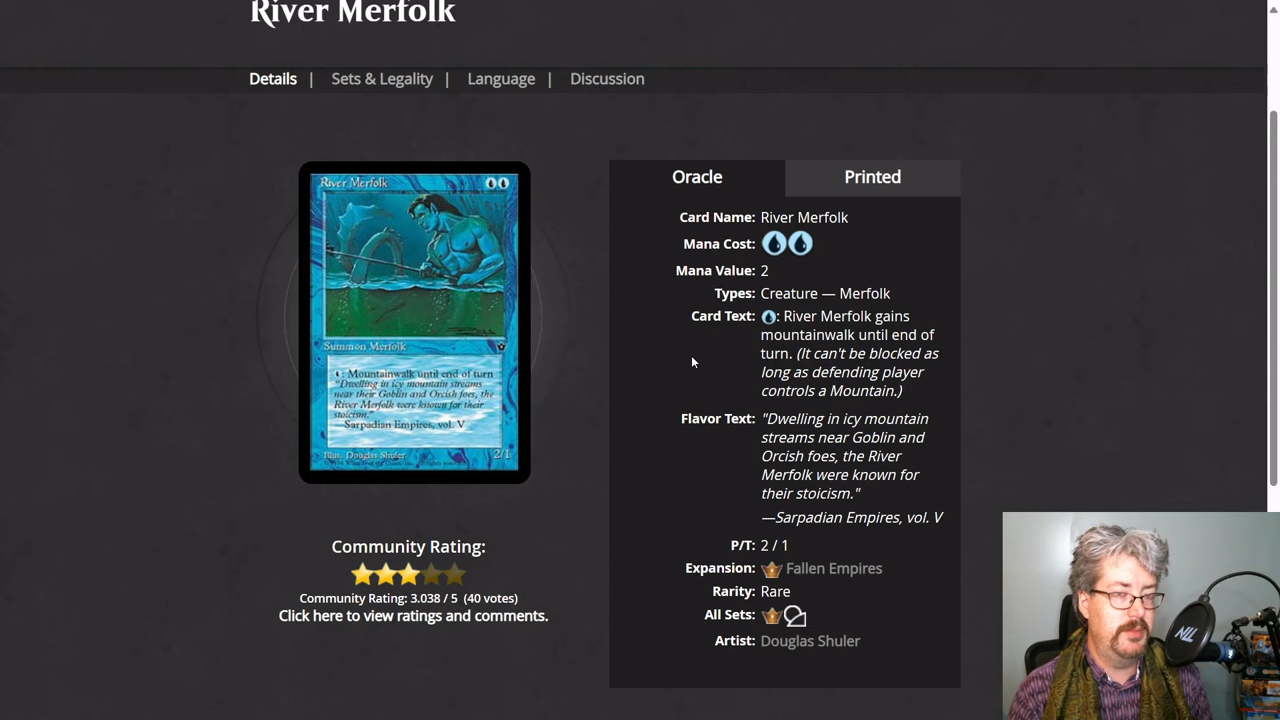 River Merfolk
Details | Sets & Legality | Language | Discussion
River Merfolk
Summon Merfolk
: Mountainwalk until end of turn
"Dwelling in icy mountain streams
near their Goblin and Orcish foes, the
River Merfolk were known for their
stoicism."
—Sarpadian Empires, vol. V
Illus. Douglas Shuler
2/1
Community Rating:
Community Rating: 3.038 / 5 (40 votes)
Click here to view ratings and comments.
Oracle Printed
Card Name: River Merfolk
Mana Cost:
Mana Value: 2
Types: Creature — Merfolk
Card Text: : River Merfolk gains
mountainwalk until end of
turn. (It can't be blocked as
long as defending player
controls a Mountain.)
Flavor Text: "Dwelling in icy mountain
streams near Goblin and
Orcish foes, the River
Merfolk were known for
their stoicism."
—Sarpadian Empires, vol. V
P/T: 2 / 1
Expansion: Fallen Empires
Rarity: Rare
All Sets:
Artist: Douglas Shuler